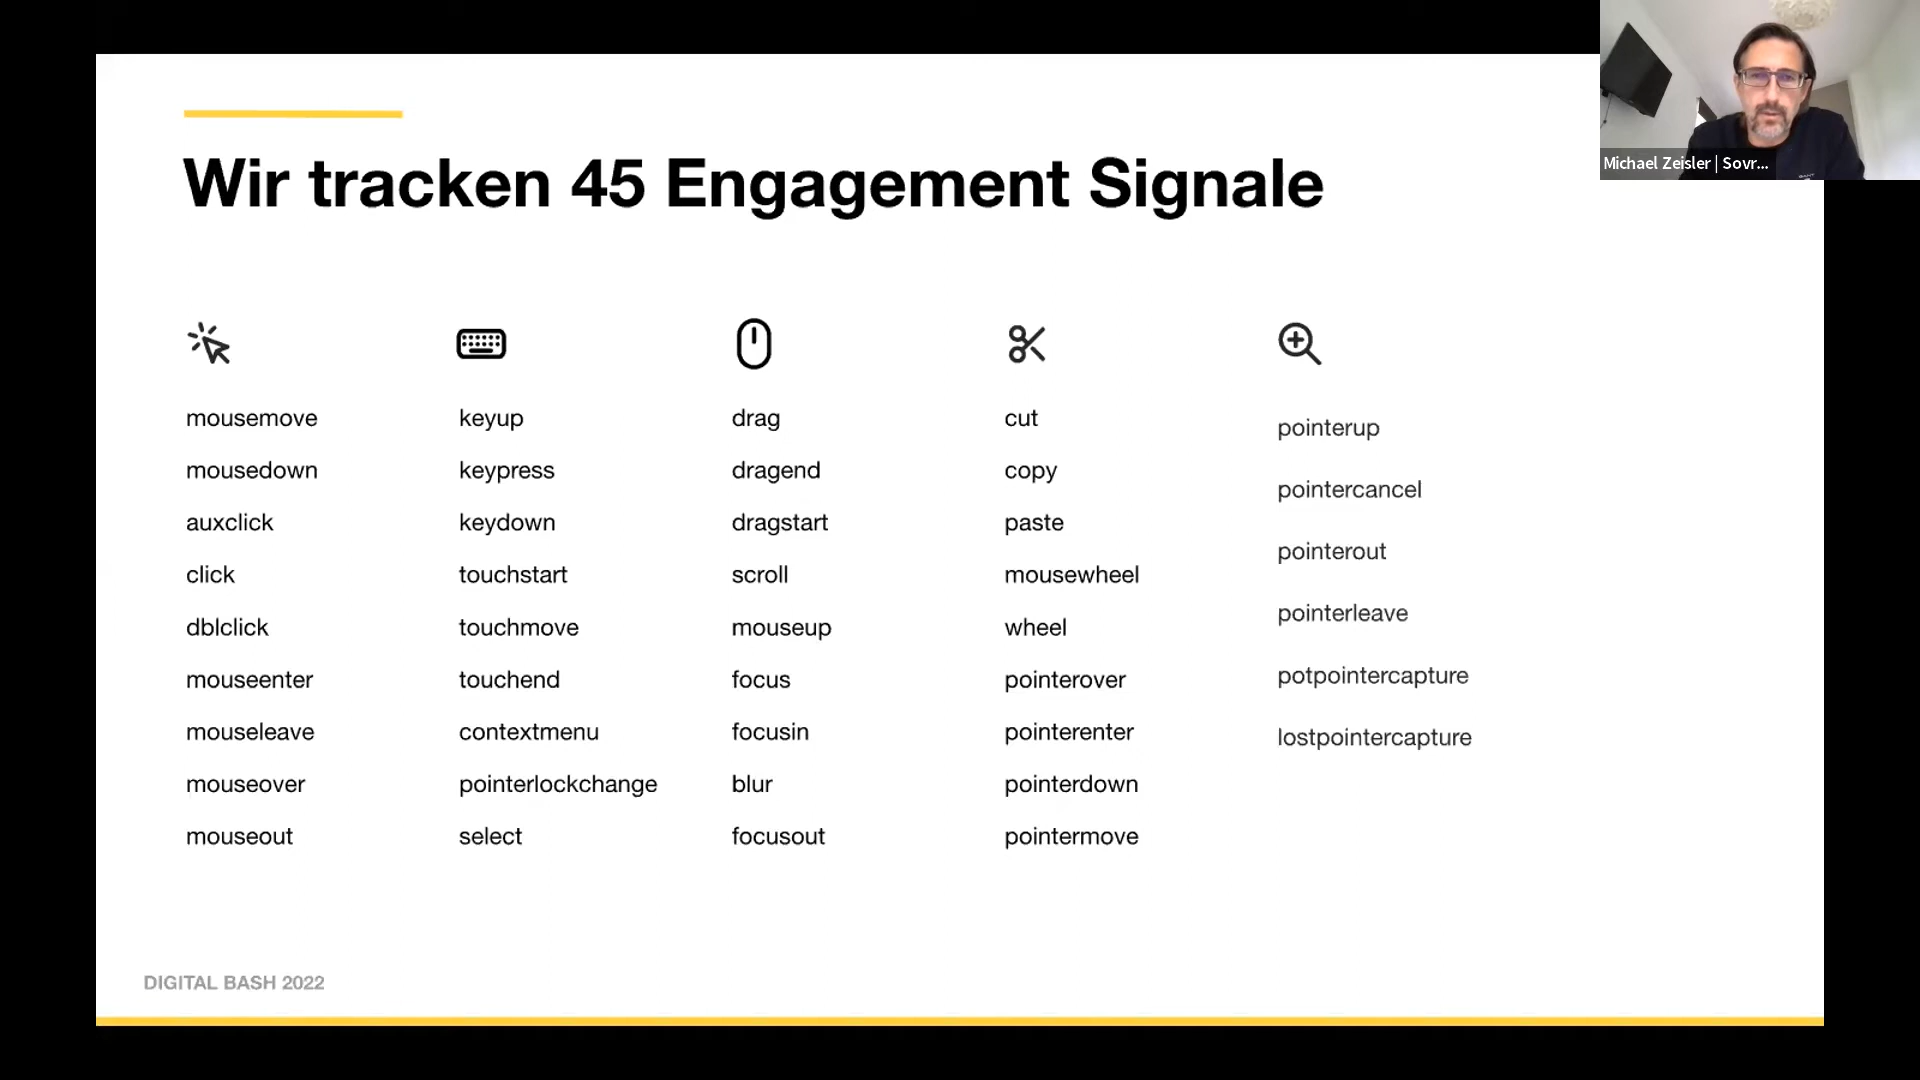 Michael Zeisler | Sovr...
Wir tracken 45 Engagement Signale
mousemove
mousedown
auxclick
click
dblclick
mouseenter
mouseleave
mouseover
mouseout
keyup
keypress
keydown
touchstart
touchmove
touchend
contextmenu
pointerlockchange
select
drag
dragend
dragstart
scroll
mouseup
focus
focusin
blur
focusout
cut
copy
paste
mousewheel
wheel
pointerover
pointerenter
pointerdown
pointermove
pointerup
pointercancel
pointerout
pointerleave
potpointercapture
lostpointercapture
DIGITAL BASH 2022